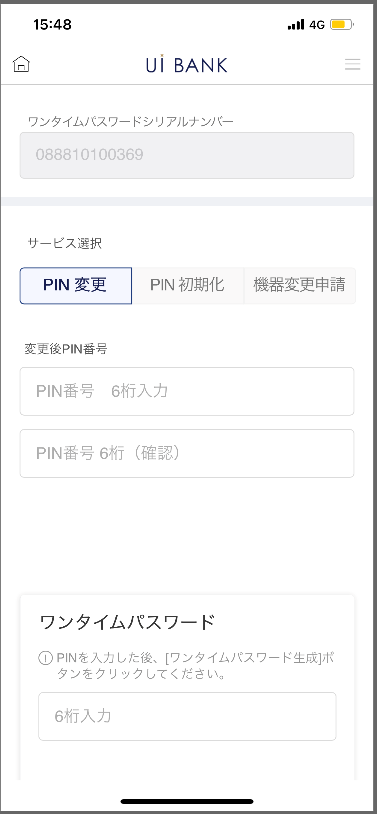 15:48
4G
UI BANK
ワンタイムパスワードシリアルナンバー
088810100369
サービス選択
PIN 変更
PIN 初期化
機器変更申請
変更後PIN番号
PIN番号　6桁入力
PIN番号 6桁（確認）
ワンタイムパスワード
PINを入力した後、[ワンタイムパスワード生成]ボ
タンをクリックしてください。
6桁入力